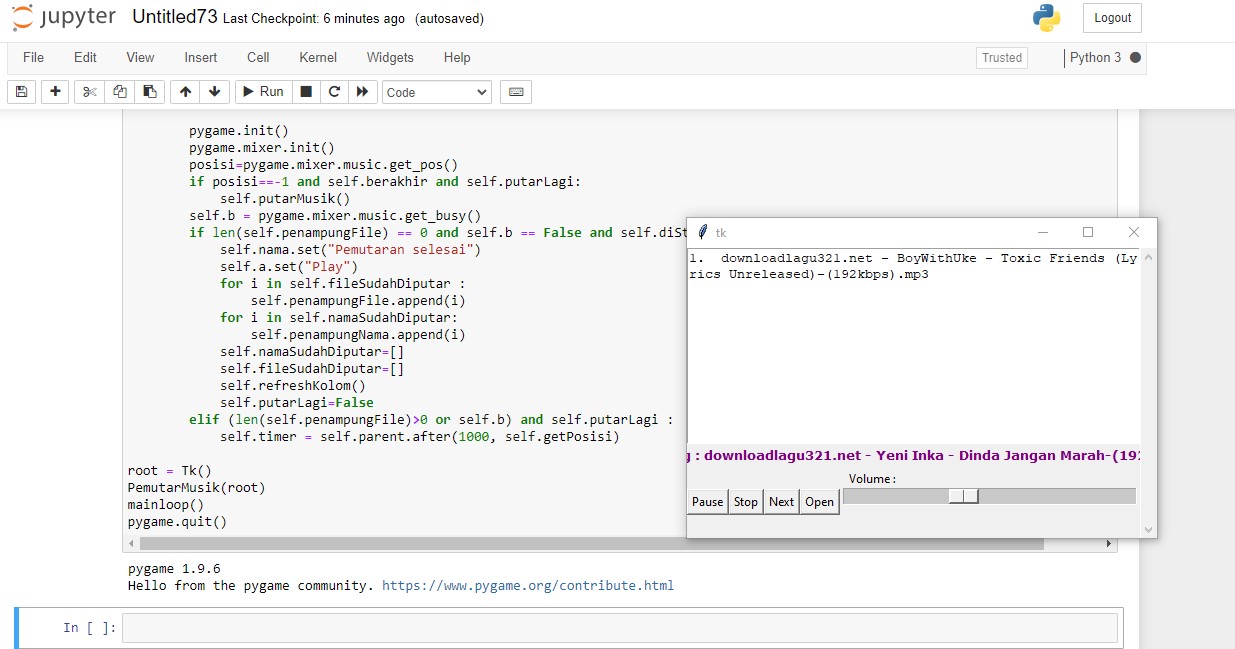 jupyter Untitled73 Last Checkpoint: 6 minutes ago (autosaved) Logout
File Edit View Insert Cell Kernel Widgets Help Trusted Python 3
Run Code
pygame.init()
pygame.mixer.init()
posisi=pygame.mixer.music.get_pos()
if posisi==-1 and self.berakhir and self.putarLagi:
self.putarMusik()
self.b = pygame.mixer.music.get_busy()
if len(self.penampungFile) == 0 and self.b == False and self.diSt
self.nama.set("Pemutaran selesai")
self.a.set("Play")
for i in self.fileSudahDiputar :
self.penampungFile.append(i)
for i in self.namaSudahDiputar:
self.penampungNama.append(i)
self.namaSudahDiputar=[]
self.fileSudahDiputar=[]
self.refreshKolom()
self.putarLagi=False
elif (len(self.penampungFile)>0 or self.b) and self.putarLagi :
self.timer = self.parent.after(1000, self.getPosisi)
root = Tk()
PemutarMusik(root)
mainloop()
pygame.quit()
pygame 1.9.6
Hello from the pygame community. https://www.pygame.org/contribute.html
In [ ]:
tk
1. downloadlagu321.net - BoyWithUke - Toxic Friends (Ly
rics Unreleased)-(192kbps).mp3
g : downloadlagu321.net - Yeni Inka - Dinda Jangan Marah-(192
Volume :
Pause Stop Next Open